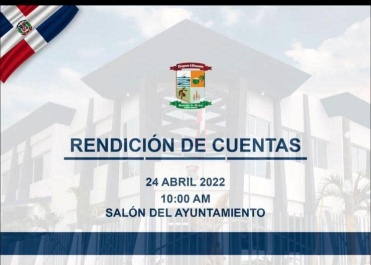 RENDICIÓN DE CUENTAS
24 ABRIL 2022
10:00 AM
SALÓN DEL AYUNTAMIENTO